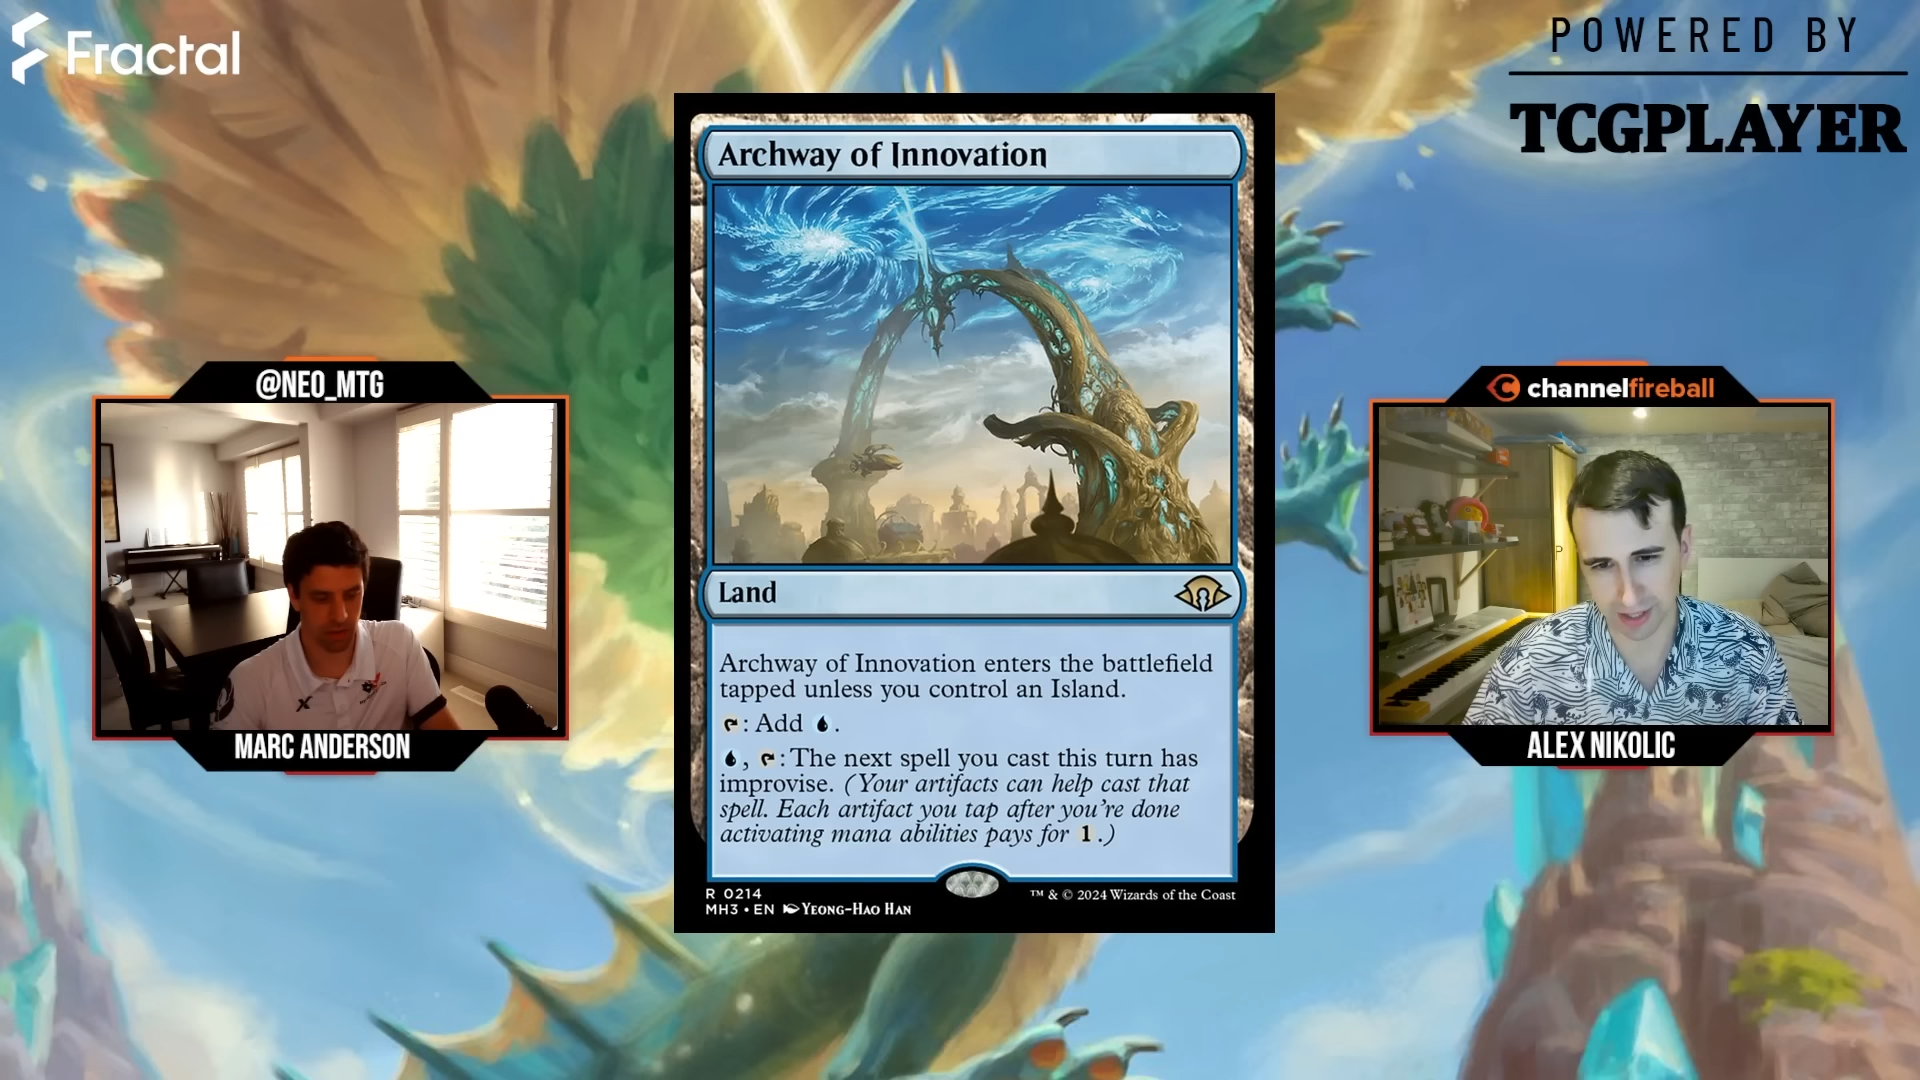 Fractal
POWERED BY
TCGPLAYER
@NEO_MTG
MARC ANDERSON
Archway of Innovation
Land
Archway of Innovation enters the battlefield
tapped unless you control an Island.
: Add .
, : The next spell you cast this turn has
improvise. (Your artifacts can help cast that
spell. Each artifact you tap after you're done
activating mana abilities pays for 1.)
R 0214
MH3 • EN YEONG-HAO HAN
™ & © 2024 Wizards of the Coast
channelfireball
ALEX NIKOLIC